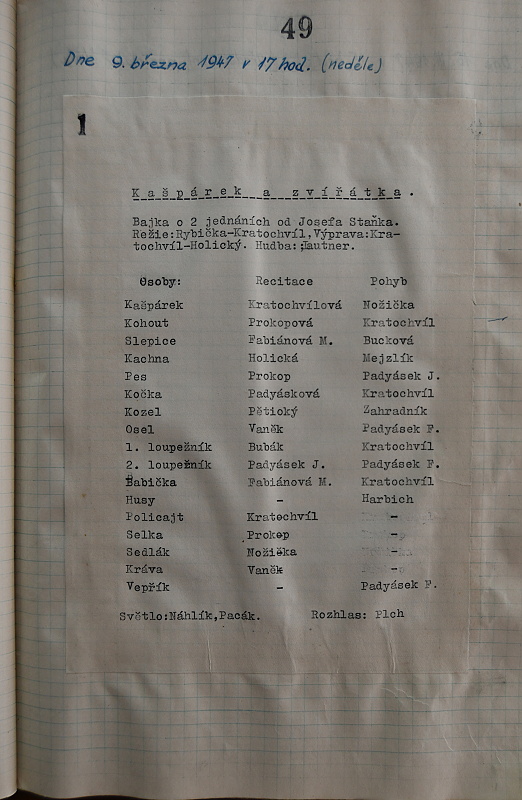 49
Dne 9. března 1947 v 17 hod. (neděle)
1
Kašpárek a zvířátka.
Bajka o 2 jednáních od Josefa Staňka.
Režie:Rybička-Kratochvíl,Výprava:Kra-
tochvíl-Holický. Hudba: Lautner.
Osoby: Recitace Pohyb
Kašpárek Kratochvílová Nožička
Kohout Prokopová Kratochvíl
Slepice Fabiánová M. Bucková
Kachna Holická Mejzlík
Pes Prokop Padyásek J.
Kočka Padyásková Kratochvíl
Kozel Pětioký Zahradník
Osel Vaněk Padyásek F.
1. loupežník Bubák Kratochvíl
2. loupežník Padyásek J. Padyásek F.
Babička Fabiánová M. Kratochvíl
Husy - Harbich
Policajt Kratochvíl -
Selka Prokop -
Sedlák Nožička -
Kráva Vaněk -
Vepřík - Padyásek F.
Světlo:Náhlík,Pacák. Rozhlas: Plch